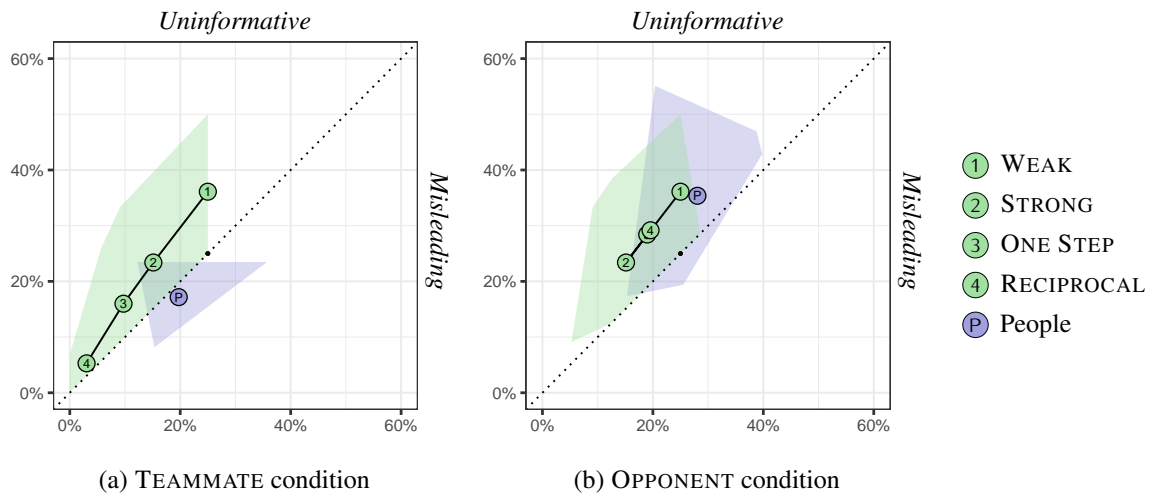 Uninformative
60%
40%
20%
0%
0%
20%
40%
60%
Misleading
1
2
3
4
P
(a) TEAMMATE condition
Uninformative
60%
40%
20%
0%
0%
20%
40%
60%
Misleading
1
4
2
P
(b) OPPONENT condition
1 WEAK
2 STRONG
3 ONE STEP
4 RECIPROCAL
P People